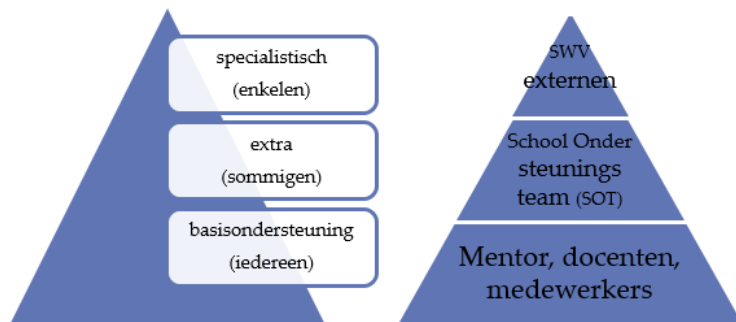 specialistisch
(enkelen)
extra
(sommigen)
basisondersteuning
(iedereen)
SWV
externen
School Onder
steunings
team (SOT)
Mentor, docenten,
medewerkers